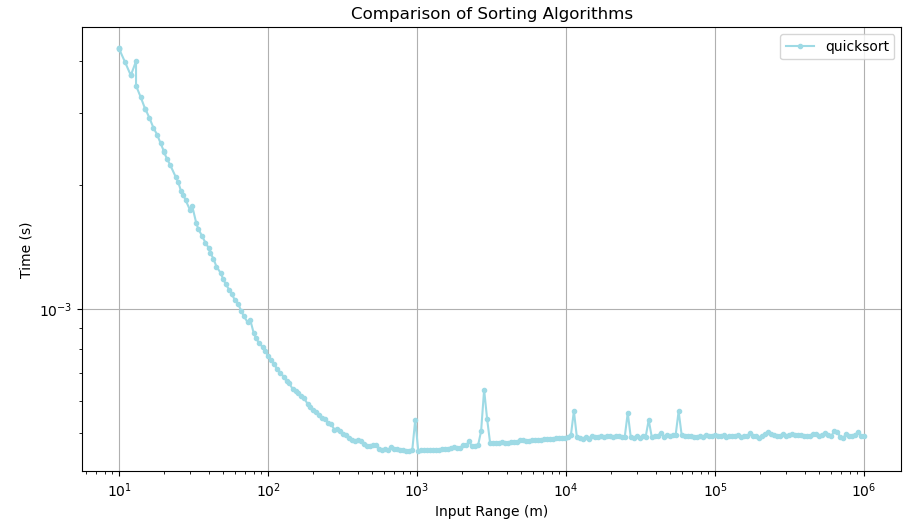 Comparison of Sorting Algorithms
quicksort
Time (s)
10⁻³
10¹ 10² 10³ 10⁴ 10⁵ 10⁶
Input Range (m)